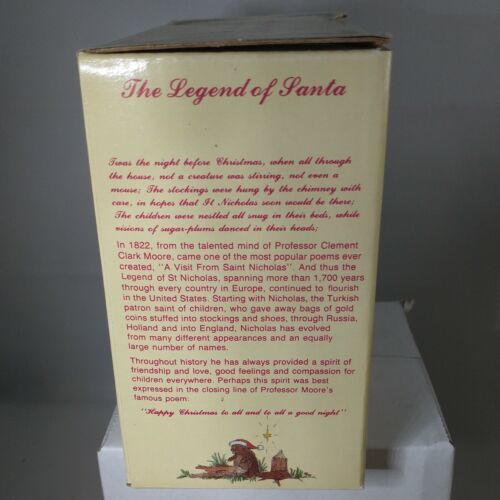 The Legend of Santa
Twas the night before Christmas, when all through
the house, not a creature was stirring, not even a
mouse; The stockings were hung by the chimney with
care, in hopes that St Nicholas soon would be there;
The children were nestled all snug in their beds, while
visions of sugar-plums danced in their heads;
In 1822, from the talented mind of Professor Clement
Clark Moore, came one of the most popular poems ever
created, "A Visit From Saint Nicholas". And thus the
Legend of St Nicholas, spanning more than 1,700 years
through every country in Europe, continued to flourish
in the United States. Starting with Nicholas, the Turkish
patron saint of children, who gave away bags of gold
coins stuffed into stockings and shoes, through Russia,
Holland and into England, Nicholas has evolved
from many different appearances and an equally
large number of names.
Throughout history he has always provided a spirit of
friendship and love, good feelings and compassion for
children everywhere. Perhaps this spirit was best
expressed in the closing line of Professor Moore's
famous poem:
"Happy Christmas to all and to all a good night"